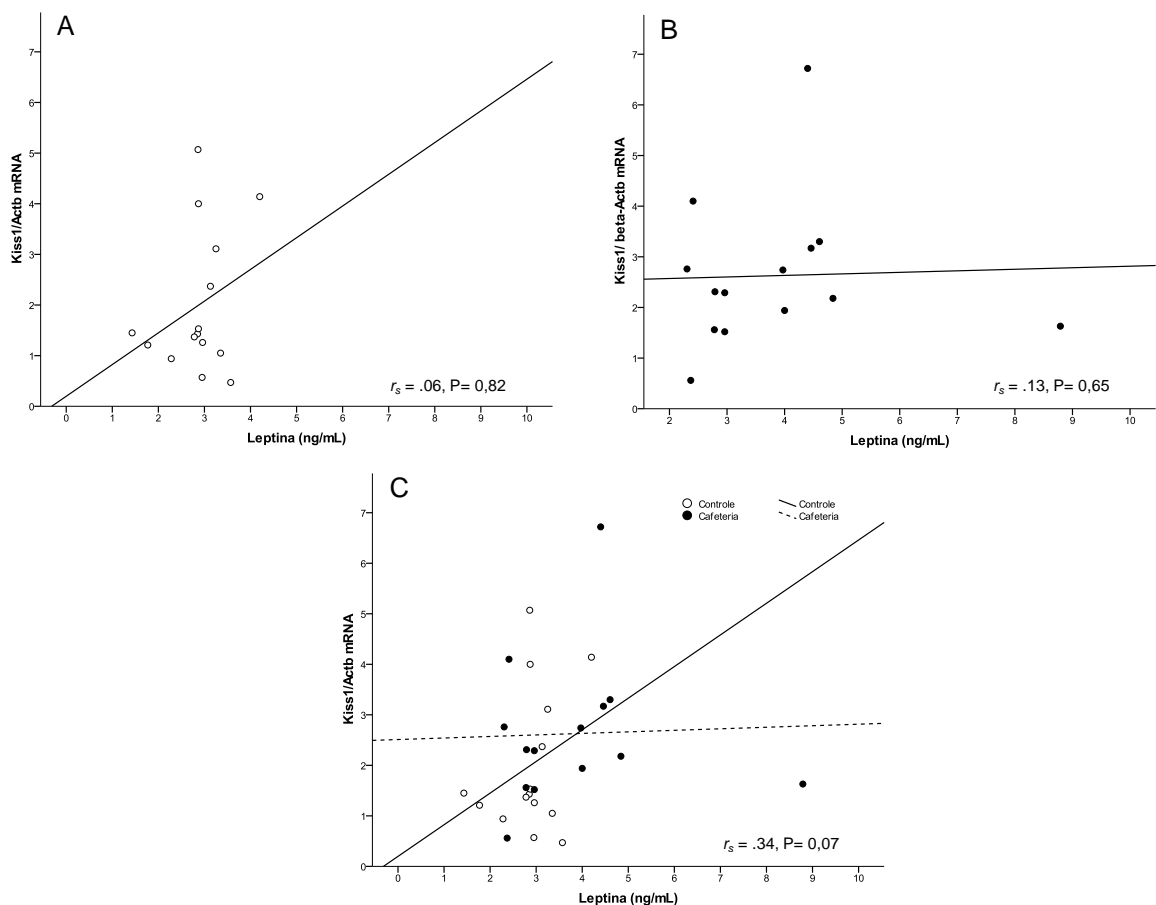 A
7
6
5
4
3
2
1
0
Kiss1/Actb mRNA
rs = .06, P= 0,82
0 1 2 3 4 5 6 7 8 9 10
Leptina (ng/mL)
B
7
6
5
4
3
2
1
0
Kiss1/ beta-Actb mRNA
rs = .13, P= 0,65
2 3 4 5 6 7 8 9 10
Leptina (ng/mL)
C
Controle Controle
Cafeteria Cafeteria
7
6
5
4
3
2
1
0
Kiss1/Actb mRNA
rs = .34, P= 0,07
0 1 2 3 4 5 6 7 8 9 10
Leptina (ng/mL)